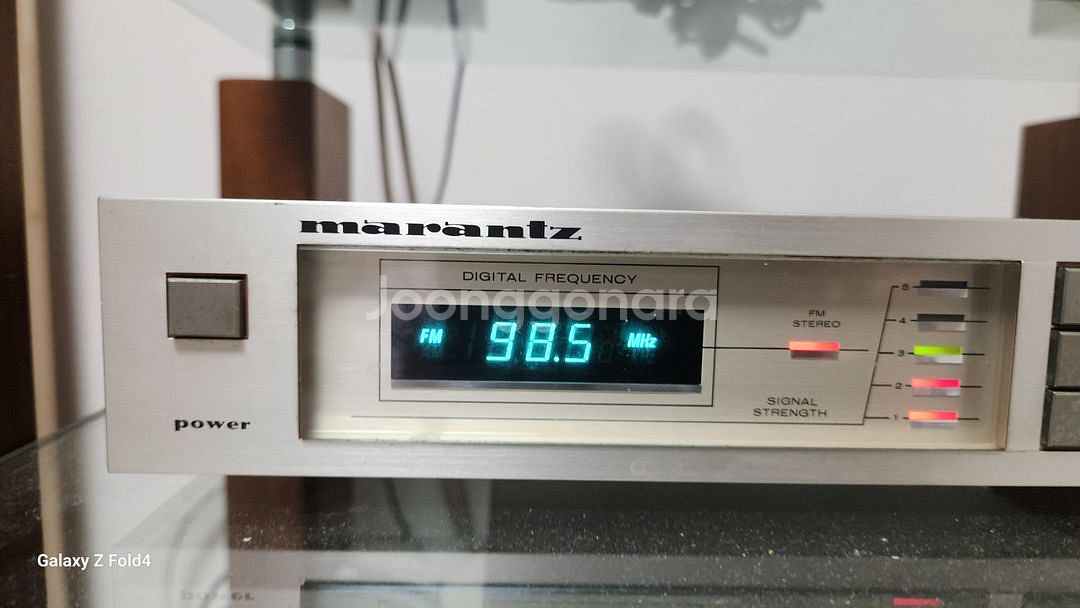 marantz
DIGITAL FREQUENCY
Joonggonara
FM 98.5 MHz
power
FM
STEREO
SIGNAL
STRENGTH
5
4
3
2
1
Galaxy Z Fold4